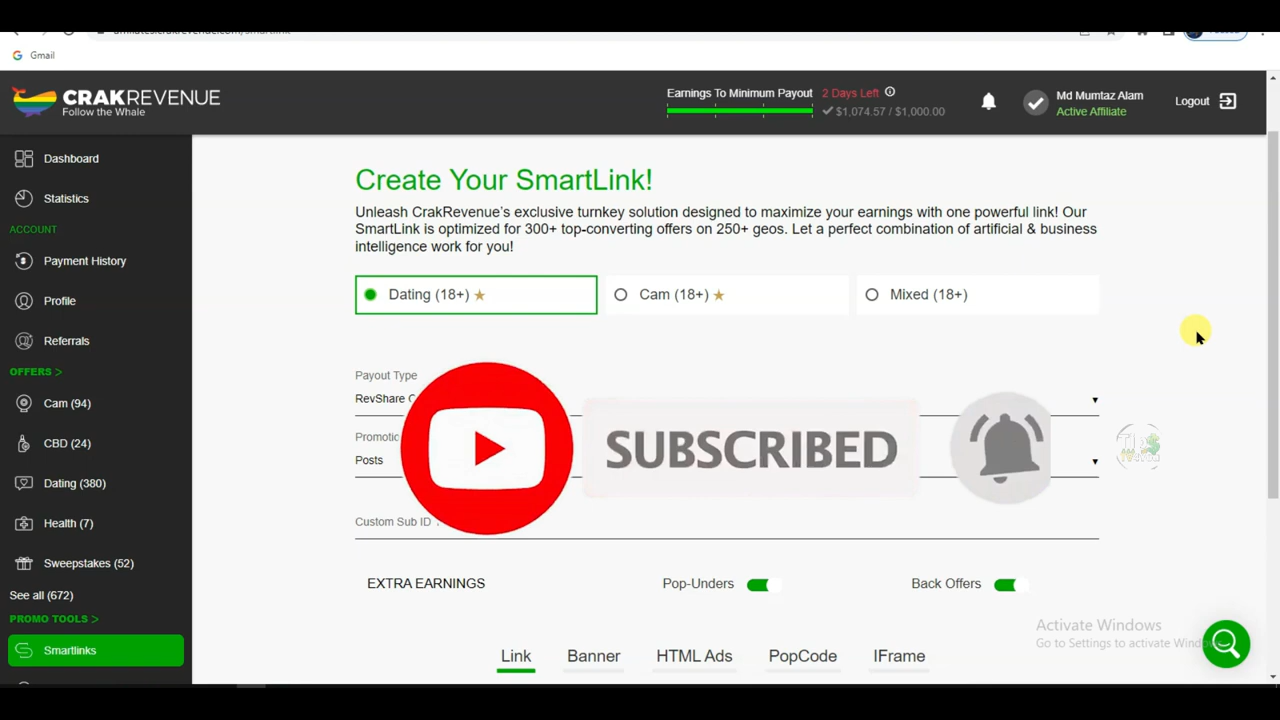 Gmail
CRAKREVENUE
Follow the Whale
Earnings To Minimum Payout 2 Days Left
$1,074.57 / $1,000.00
Md Mumtaz Alam
Active Affiliate
Logout
Dashboard
Statistics
ACCOUNT
Payment History
Profile
Referrals
OFFERS >
Cam (94)
CBD (24)
Dating (380)
Health (7)
Sweepstakes (52)
See all (672)
PROMO TOOLS >
Smartlinks
Create Your SmartLink!
Unleash CrakRevenue's exclusive turnkey solution designed to maximize your earnings with one powerful link! Our
SmartLink is optimized for 300+ top-converting offers on 250+ geos. Let a perfect combination of artificial & business
intelligence work for you!
Dating (18+)
Cam (18+)
Mixed (18+)
Payout Type
RevShare
Posts
SUBSCRIBED
Custom Sub ID
EXTRA EARNINGS
Pop-Unders
Back Offers
Link
Banner
HTML Ads
PopCode
IFrame
Activate Windows
Go to Settings to activate